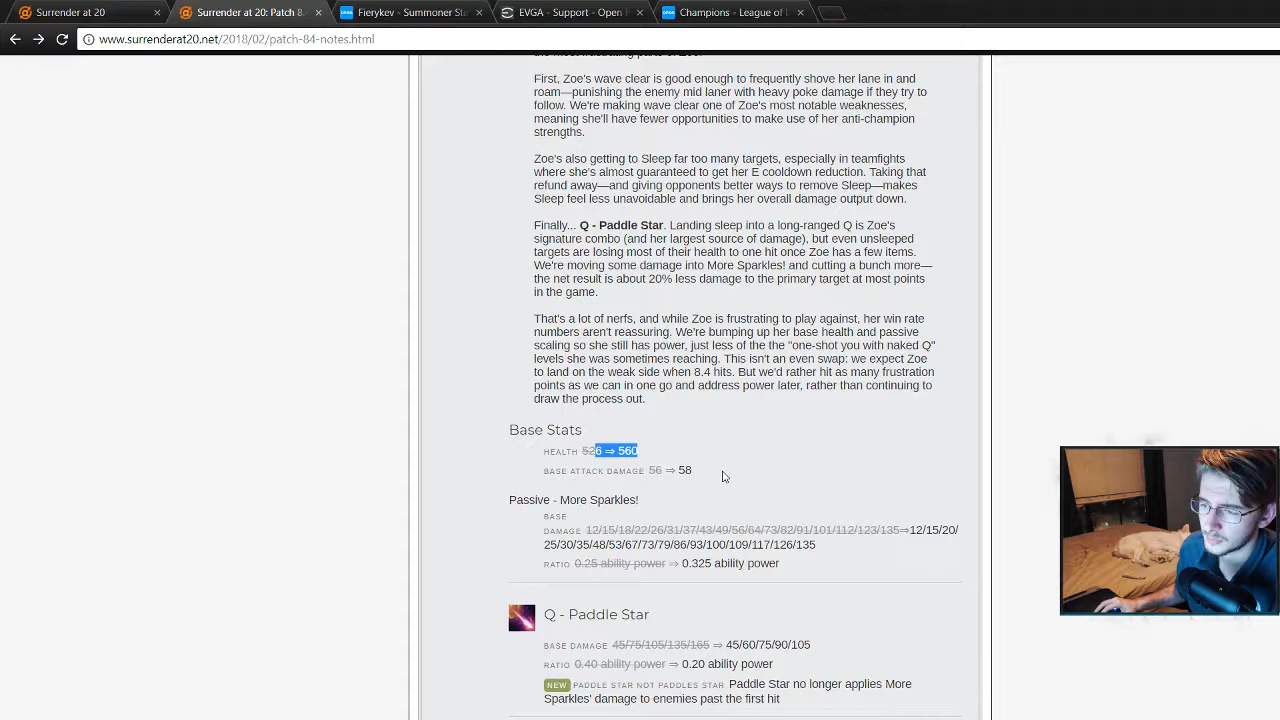 Surrender at 20
Surrender at 20: Patch 8.
Fierykev - Summoner Sta
EVGA - Support - Open R
Champions - League of L
www.surrenderat20.net/2018/02/patch-84-notes.html
First, Zoe's wave clear is good enough to frequently shove her lane in and
roam—punishing the enemy mid laner with heavy poke damage if they try to
follow. We're making wave clear one of Zoe's most notable weaknesses,
meaning she'll have fewer opportunities to make use of her anti-champion
strengths.
Zoe's also getting to Sleep far too many targets, especially in teamfights
where she's almost guaranteed to get her E cooldown reduction. Taking that
refund away—and giving opponents better ways to remove Sleep—makes
Sleep feel less unavoidable and brings her overall damage output down.
Finally... Q - Paddle Star. Landing sleep into a long-ranged Q is Zoe's
signature combo (and her largest source of damage), but even unsleeped
targets are losing most of their health to one hit once Zoe has a few items.
We're moving some damage into More Sparkles! and cutting a bunch more—
the net result is about 20% less damage to the primary target at most points
in the game.
That's a lot of nerfs, and while Zoe is frustrating to play against, her win rate
numbers aren't reassuring. We're bumping up her base health and passive
scaling so she still has power, just less of the the "one-shot you with naked Q"
levels she was sometimes reaching. This isn't an even swap: we expect Zoe
to land on the weak side when 8.4 hits. But we'd rather hit as many frustration
points as we can in one go and address power later, rather than continuing to
draw the process out.
Base Stats
HEALTH 526 ⇒ 560
BASE ATTACK DAMAGE 56 ⇒ 58
Passive - More Sparkles!
BASE
DAMAGE 12/15/18/22/26/31/37/43/49/56/64/73/82/91/101/112/123/135⇒12/15/20/
25/30/35/48/53/67/73/79/86/93/100/109/117/126/135
RATIO 0.25 ability power ⇒ 0.325 ability power
Q - Paddle Star
BASE DAMAGE 45/75/105/135/165 ⇒ 45/60/75/90/105
RATIO 0.40 ability power ⇒ 0.20 ability power
NEW PADDLE STAR NOT PADDLES STAR Paddle Star no longer applies More
Sparkles' damage to enemies past the first hit